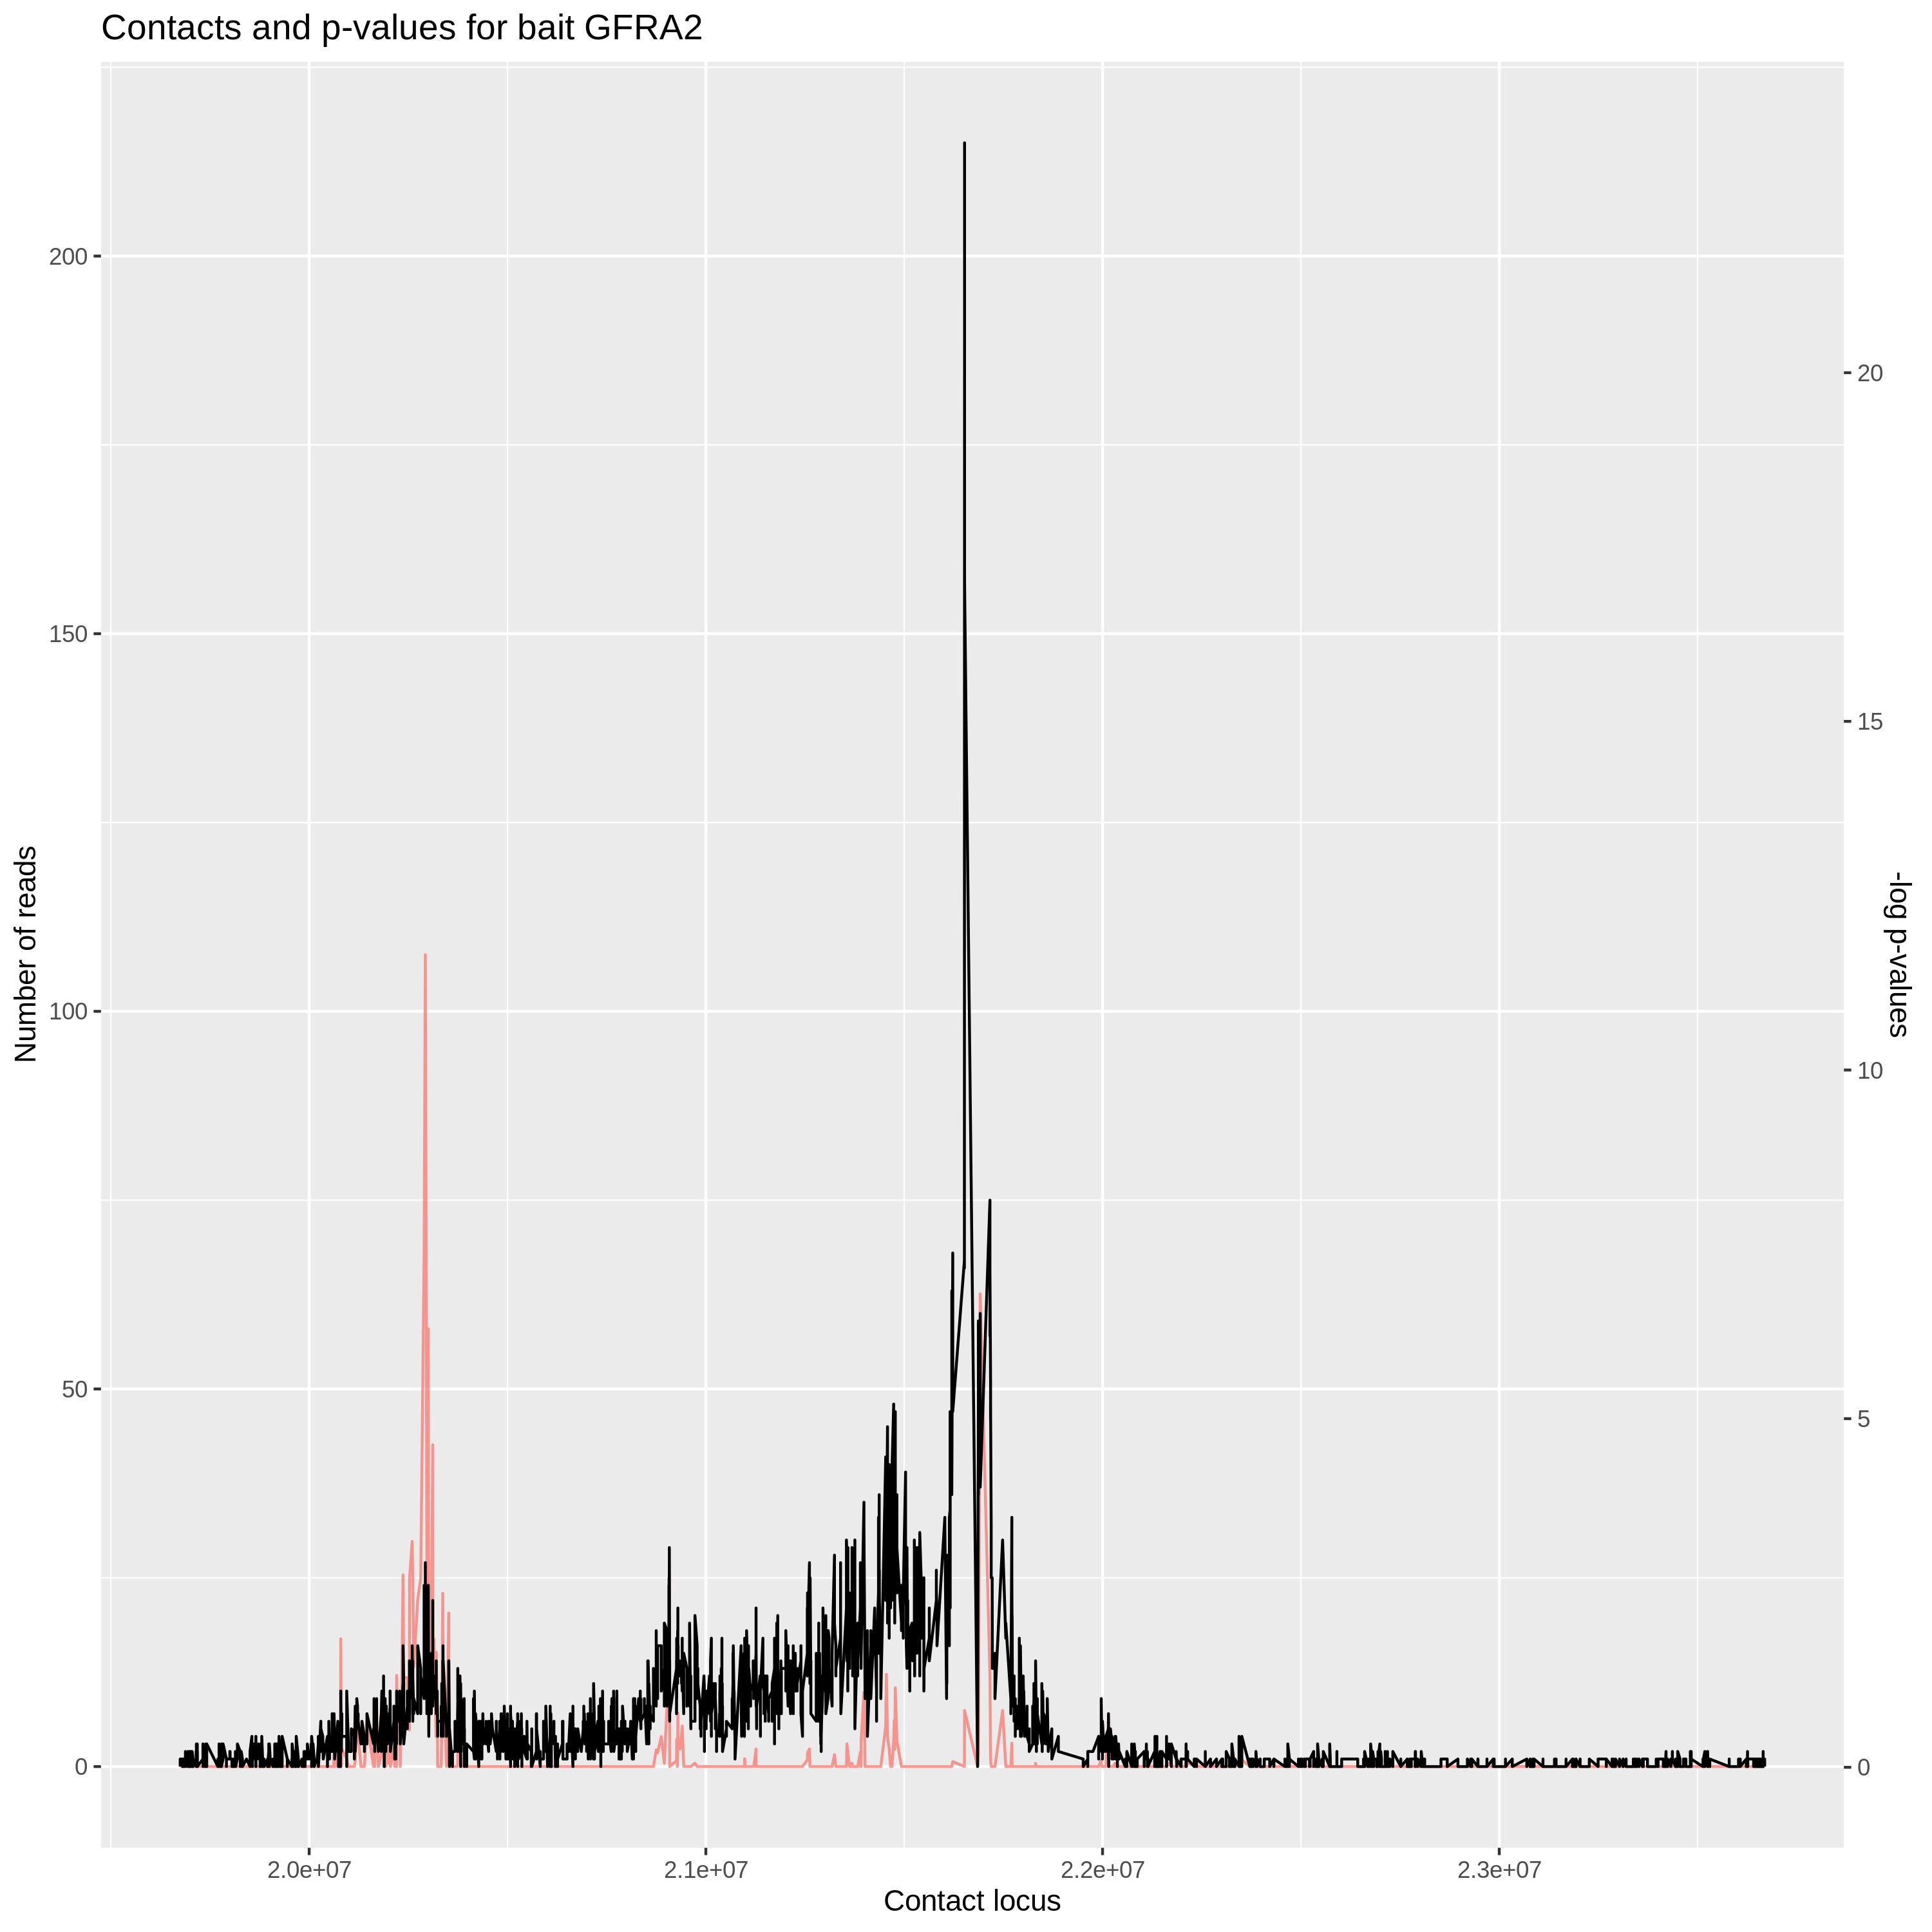 Contacts and p-values for bait GFRA2
Number of reads
200
150
100
50
0
20
15
10
5
0
-log p-values
2.0e+07 2.1e+07 2.2e+07 2.3e+07
Contact locus